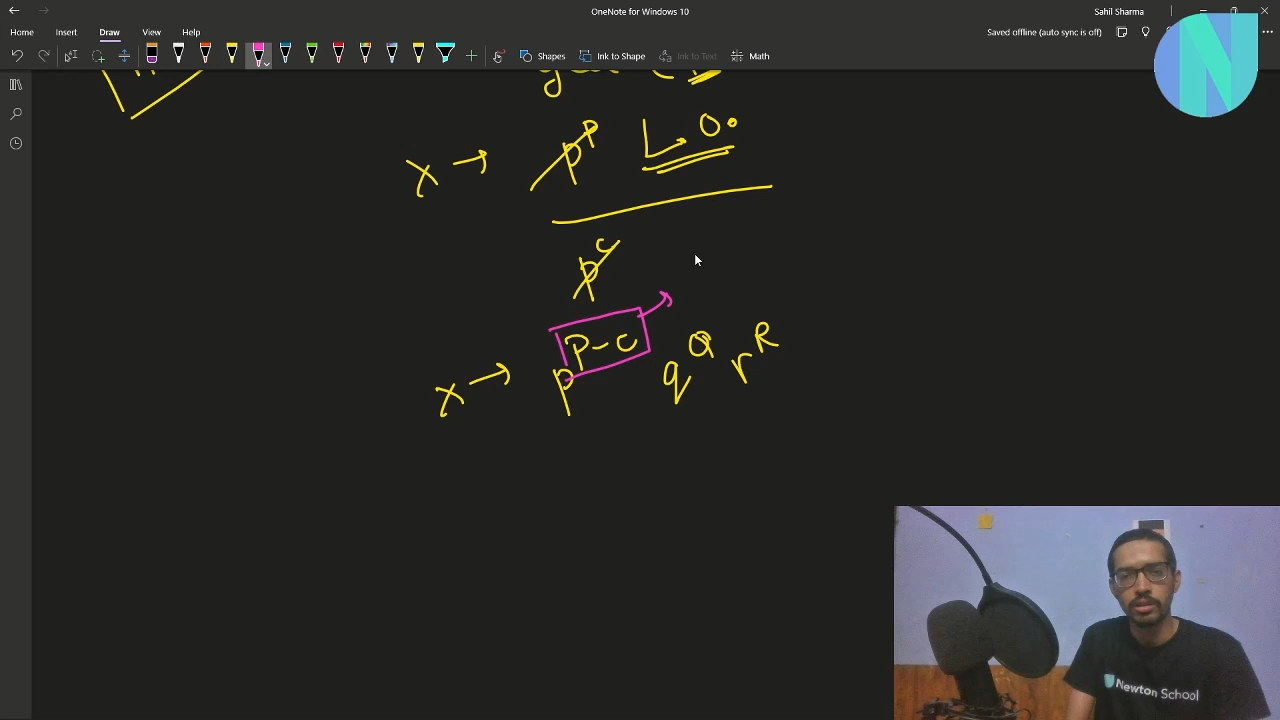 OneNote for Windows 10
Sahil Sharma
Home Insert Draw View Help
Saved offline (auto sync is off)
Shapes Ink to Shape Ink to Text Math
x → p^P → 0.
p^c
x → p^{P-c} q^Q r^R
Newton School